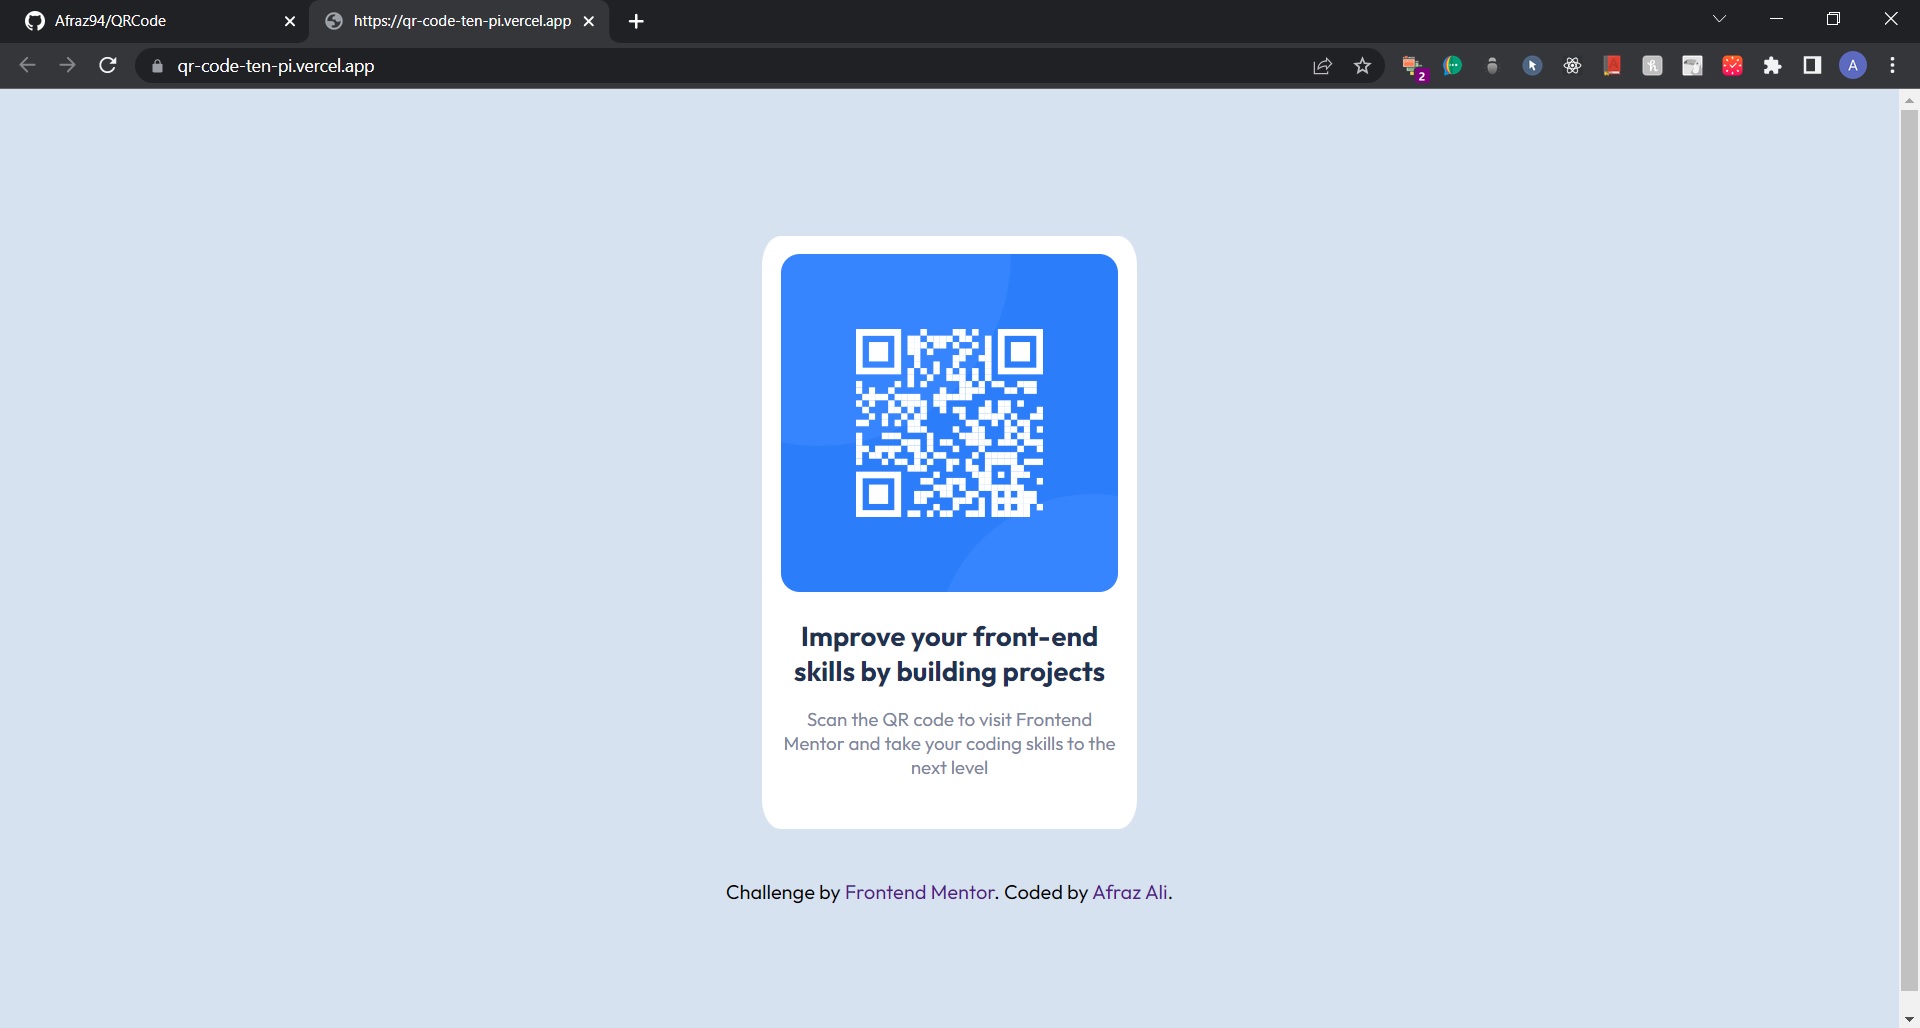 Afraz94/QRCode
https://qr-code-ten-pi.vercel.app
qr-code-ten-pi.vercel.app
2
A
Improve your front-end
skills by building projects
Scan the QR code to visit Frontend
Mentor and take your coding skills to the
next level
Challenge by Frontend Mentor. Coded by Afraz Ali.